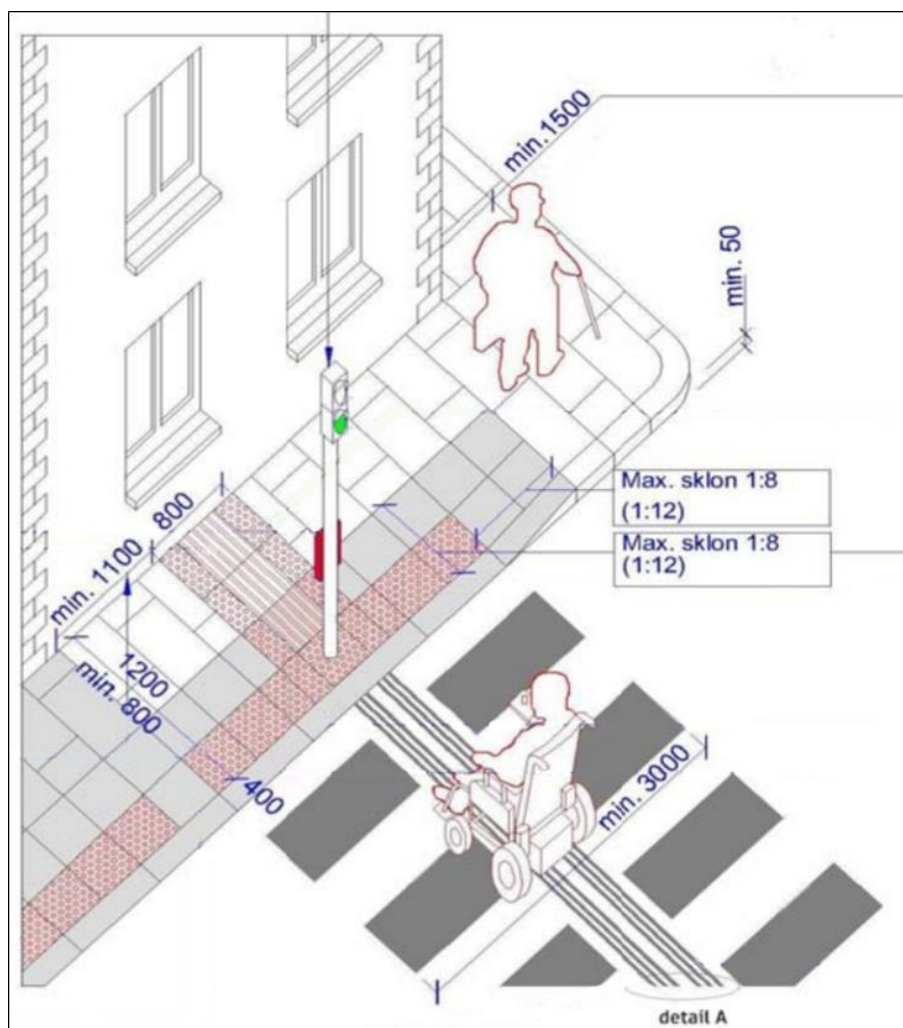 min.1500
min. 50
Max. sklon 1:8
(1:12)
Max. sklon 1:8
(1:12)
800
min. 1100
1200
min. 800
400
min. 3000
detail A